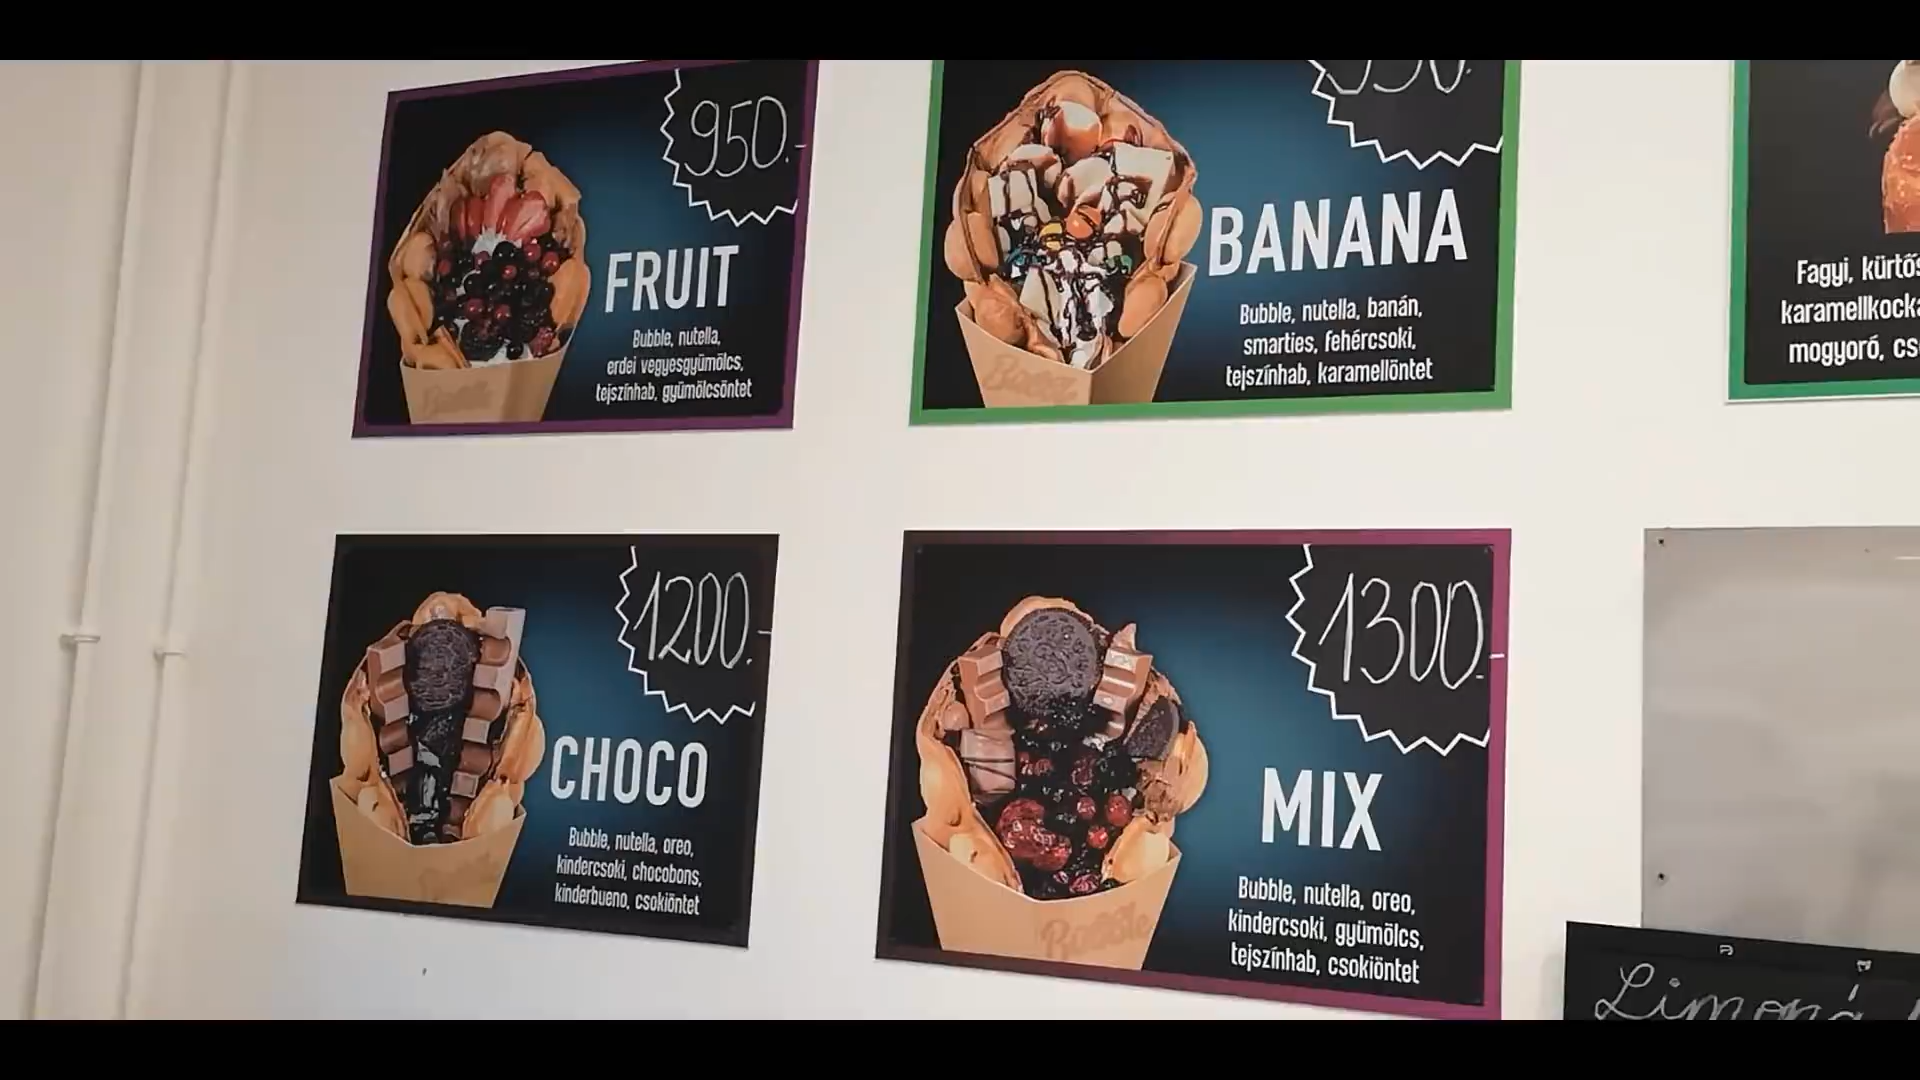 950.-
FRUIT
Bubble, nutella,
erdei vegyesgyümölcs,
tejszínhab, gyümölcsöntet
BANANA
Bubble, nutella, banán,
smarties, fehércsoki,
tejszínhab, karamellöntet
Fagyi, kürtős
karamellkocka
mogyoró, cs
1200.-
CHOCO
Bubble, nutella, oreo,
kindercsoki, chocobons,
kinderbueno, csokiöntet
1300.-
MIX
Bubble, nutella, oreo,
kindercsoki, gyümölcs,
tejszínhab, csokiöntet
Bubble
Limoná